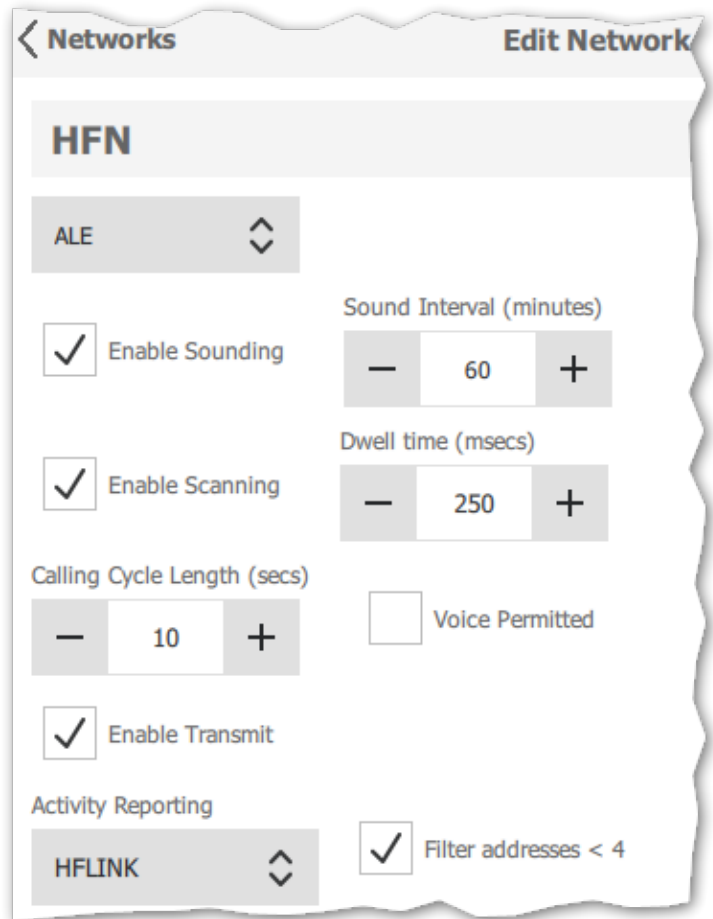 Networks
Edit Network
HFN
ALE
Sound Interval (minutes)
Enable Sounding
− 60 +
Dwell time (msecs)
Enable Scanning
− 250 +
Calling Cycle Length (secs)
− 10 +
Voice Permitted
Enable Transmit
Activity Reporting
HFLINK
Filter addresses < 4